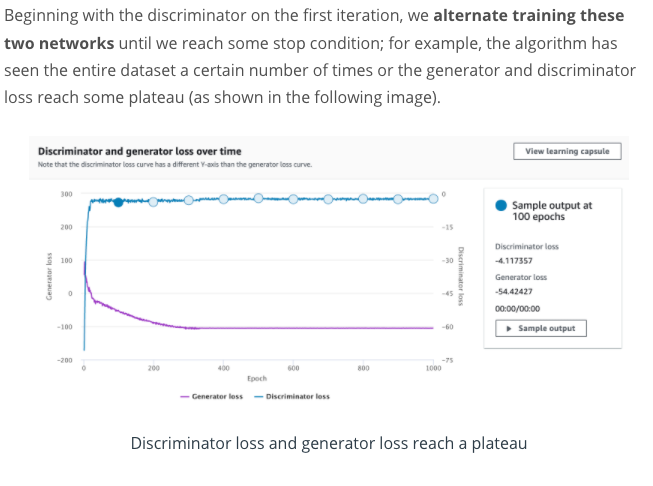 Beginning with the discriminator on the first iteration, we alternate training these
two networks until we reach some stop condition; for example, the algorithm has
seen the entire dataset a certain number of times or the generator and discriminator
loss reach some plateau (as shown in the following image).
Discriminator and generator loss over time
Note that the discriminator loss curve has a different Y-axis than the generator loss curve.
View learning capsule
300
200
100
0
-100
-200
Generator loss
0
-15
-30
-45
-60
-75
Discriminator loss
0 200 400 600 800 1000
Epoch
Generator loss Discriminator loss
Sample output at
100 epochs
Discriminator loss
-4.117357
Generator loss
-54.42427
00:00/00:00
Sample output
Discriminator loss and generator loss reach a plateau